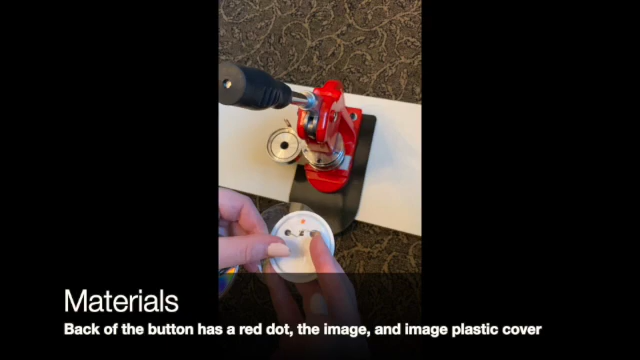 Materials
Back of the button has a red dot, the image, and image plastic cover